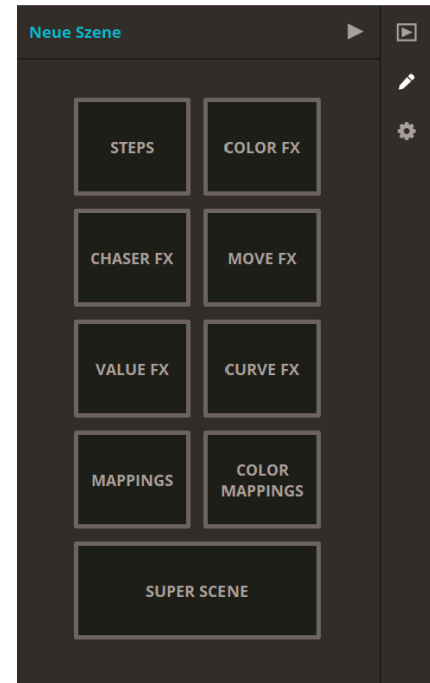 Neue Szene
STEPS
COLOR FX
CHASER FX
MOVE FX
VALUE FX
CURVE FX
MAPPINGS
COLOR
MAPPINGS
SUPER SCENE